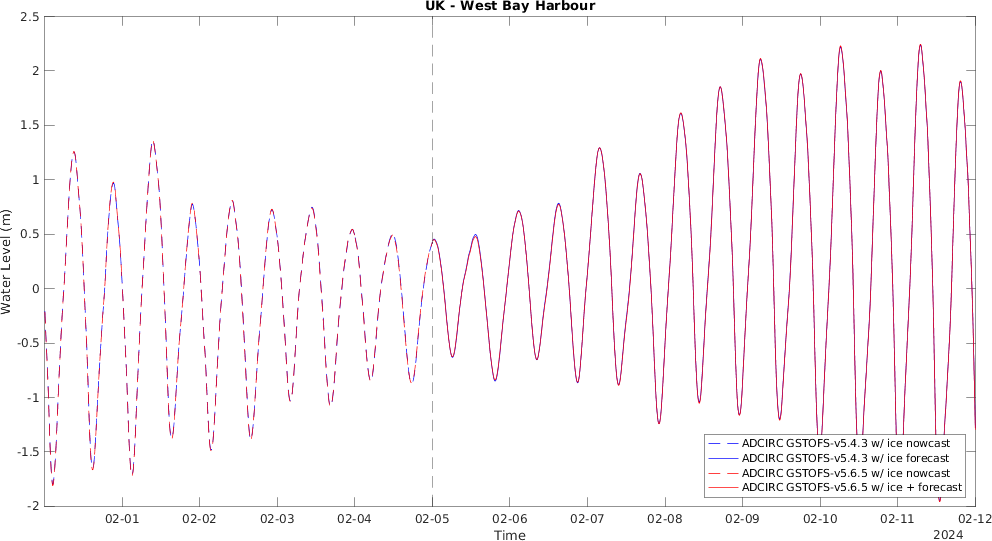 UK - West Bay Harbour
2.5
2
1.5
1
0.5
0
-0.5
-1
-1.5
-2
Water Level (m)
ADCIRC GSTOFS-v5.4.3 w/ ice nowcast
ADCIRC GSTOFS-v5.4.3 w/ ice forecast
ADCIRC GSTOFS-v5.6.5 w/ ice nowcast
ADCIRC GSTOFS-v5.6.5 w/ ice + forecast
02-01 02-02 02-03 02-04 02-05 02-06 02-07 02-08 02-09 02-10 02-11 02-12
Time
2024